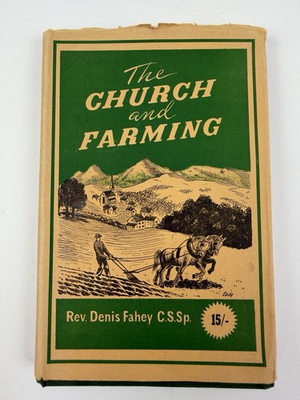 The
CHURCH
and
FARMING
Rev. Denis Fahey C.S.Sp.
15/-